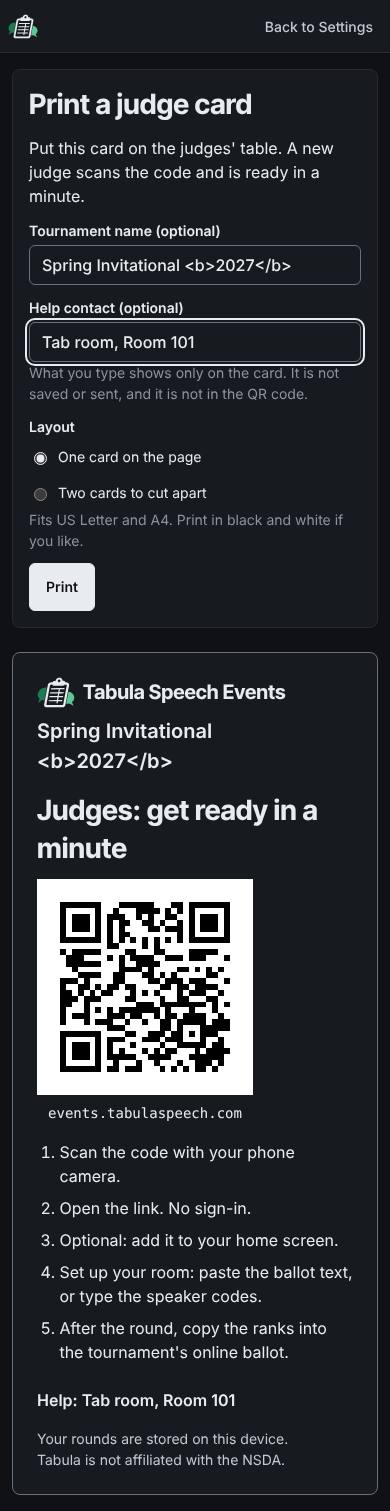 Back to Settings
Print a judge card
Put this card on the judges' table. A new
judge scans the code and is ready in a
minute.
Tournament name (optional)
Spring Invitational <b>2027</b>
Help contact (optional)
Tab room, Room 101
What you type shows only on the card. It is not
saved or sent, and it is not in the QR code.
Layout
One card on the page
Two cards to cut apart
Fits US Letter and A4. Print in black and white if
you like.
Print
Tabula Speech Events
Spring Invitational
<b>2027</b>
Judges: get ready in a
minute
events.tabulaspeech.com
1. Scan the code with your phone
camera.
2. Open the link. No sign-in.
3. Optional: add it to your home screen.
4. Set up your room: paste the ballot text,
or type the speaker codes.
5. After the round, copy the ranks into
the tournament's online ballot.
Help: Tab room, Room 101
Your rounds are stored on this device.
Tabula is not affiliated with the NSDA.